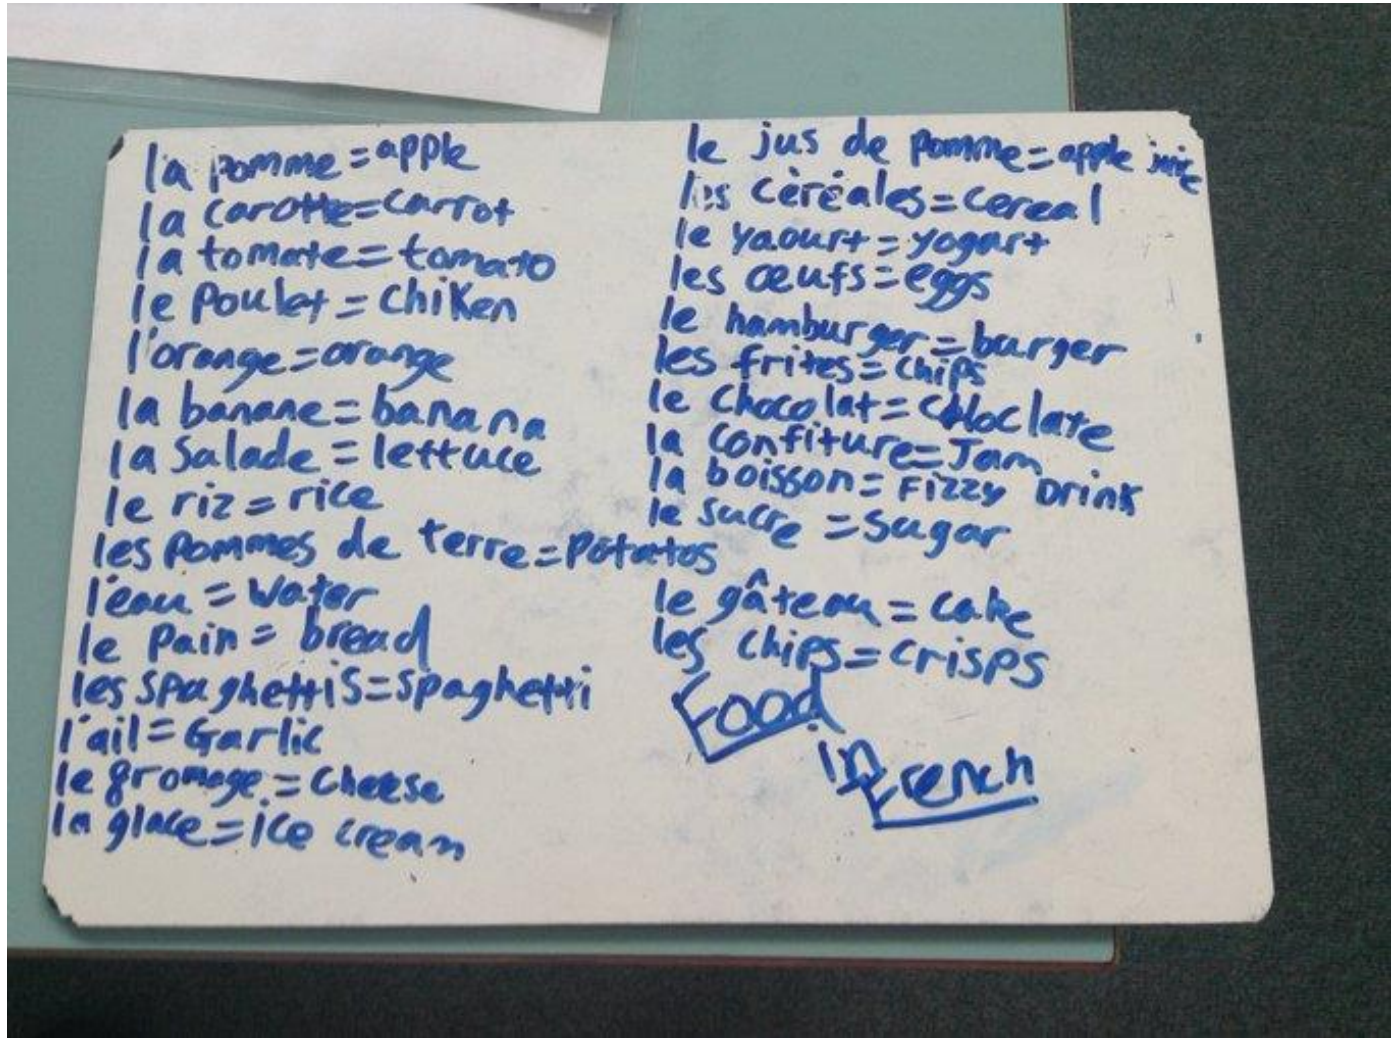 la pomme = apple
la carotte = carrot
la tomate = tomato
le poulet = chiken
l'orange = orange
la banane = banana
la salade = lettuce
le riz = rice
les pommes de terre = potatos
l'eau = water
le pain = bread
les spaghettis = spaghetti
l'ail = Garlic
le fromage = cheese
la glace = ice cream
le jus de pomme = apple juice
les cèréales = cereal
le yaourt = yogurt
les œufs = eggs
le hamburger = burger
les frites = chips
le chocolat = choclate
la confiture = Jam
la boisson = Fizzy Drink
le sucre = sugar
le gâteau = cake
les chips = crisps
Food
in
French